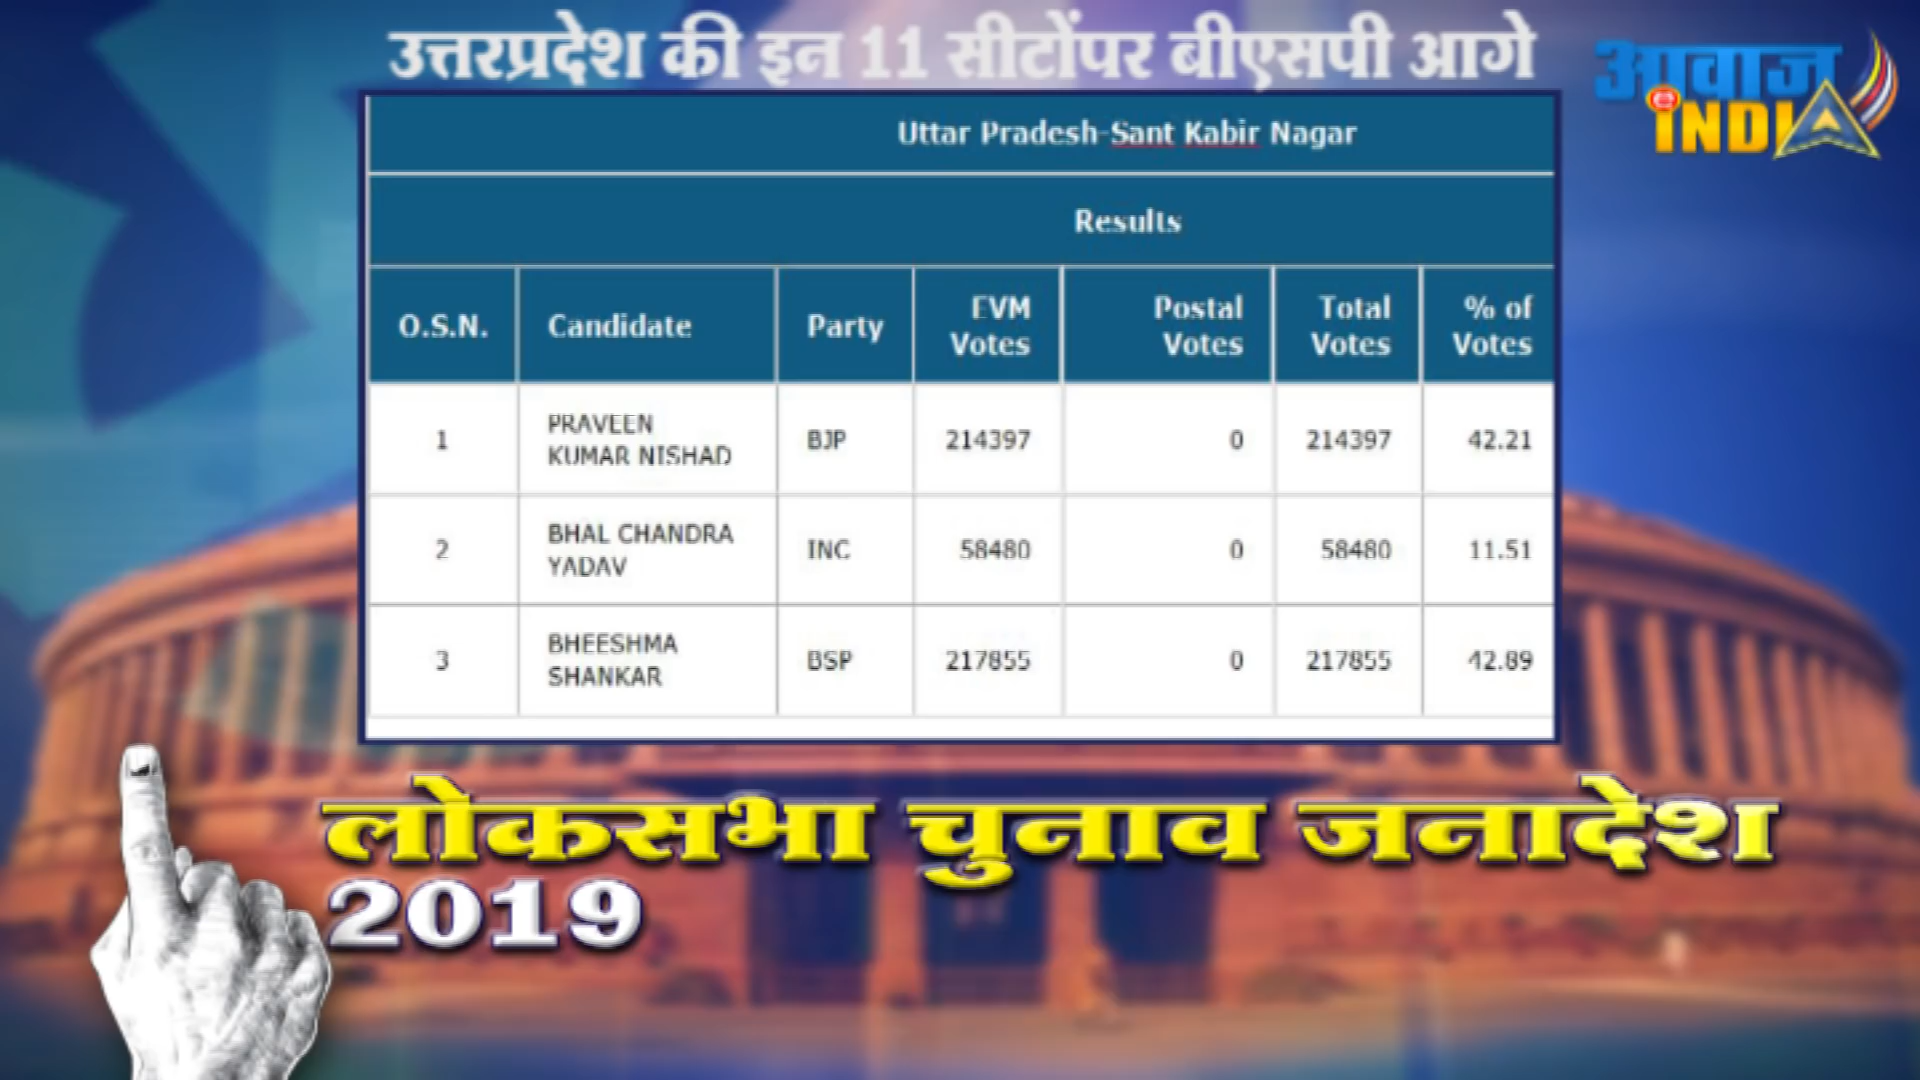 उत्तरप्रदेश की इन 11 सीटोंपर बीएसपी आगे
आवाज
INDIA
Uttar Pradesh-Sant Kabir Nagar
Results
O.S.N. Candidate Party EVM Votes Postal Votes Total Votes % of Votes
1 PRAVEEN KUMAR NISHAD BJP 214397 0 214397 42.21
2 BHAL CHANDRA YADAV INC 58480 0 58480 11.51
3 BHEESHMA SHANKAR BSP 217855 0 217855 42.89
लोकसभा चुनाव जनादेश
2019